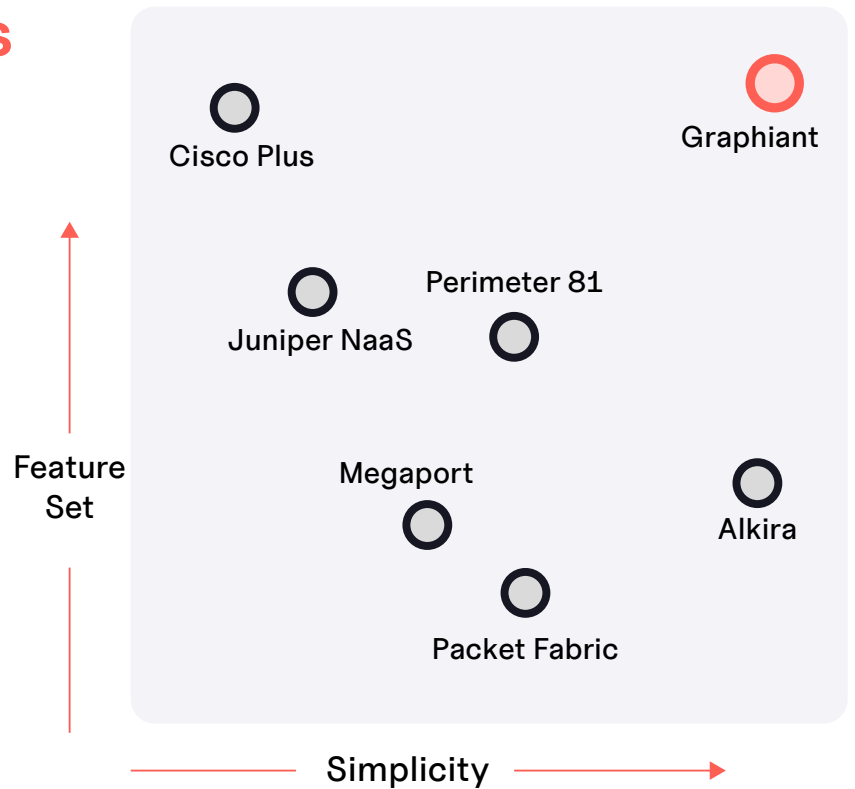 s
Cisco Plus
Graphiant
Perimeter 81
Juniper NaaS
Feature
Set
Megaport
Alkira
Packet Fabric
Simplicity